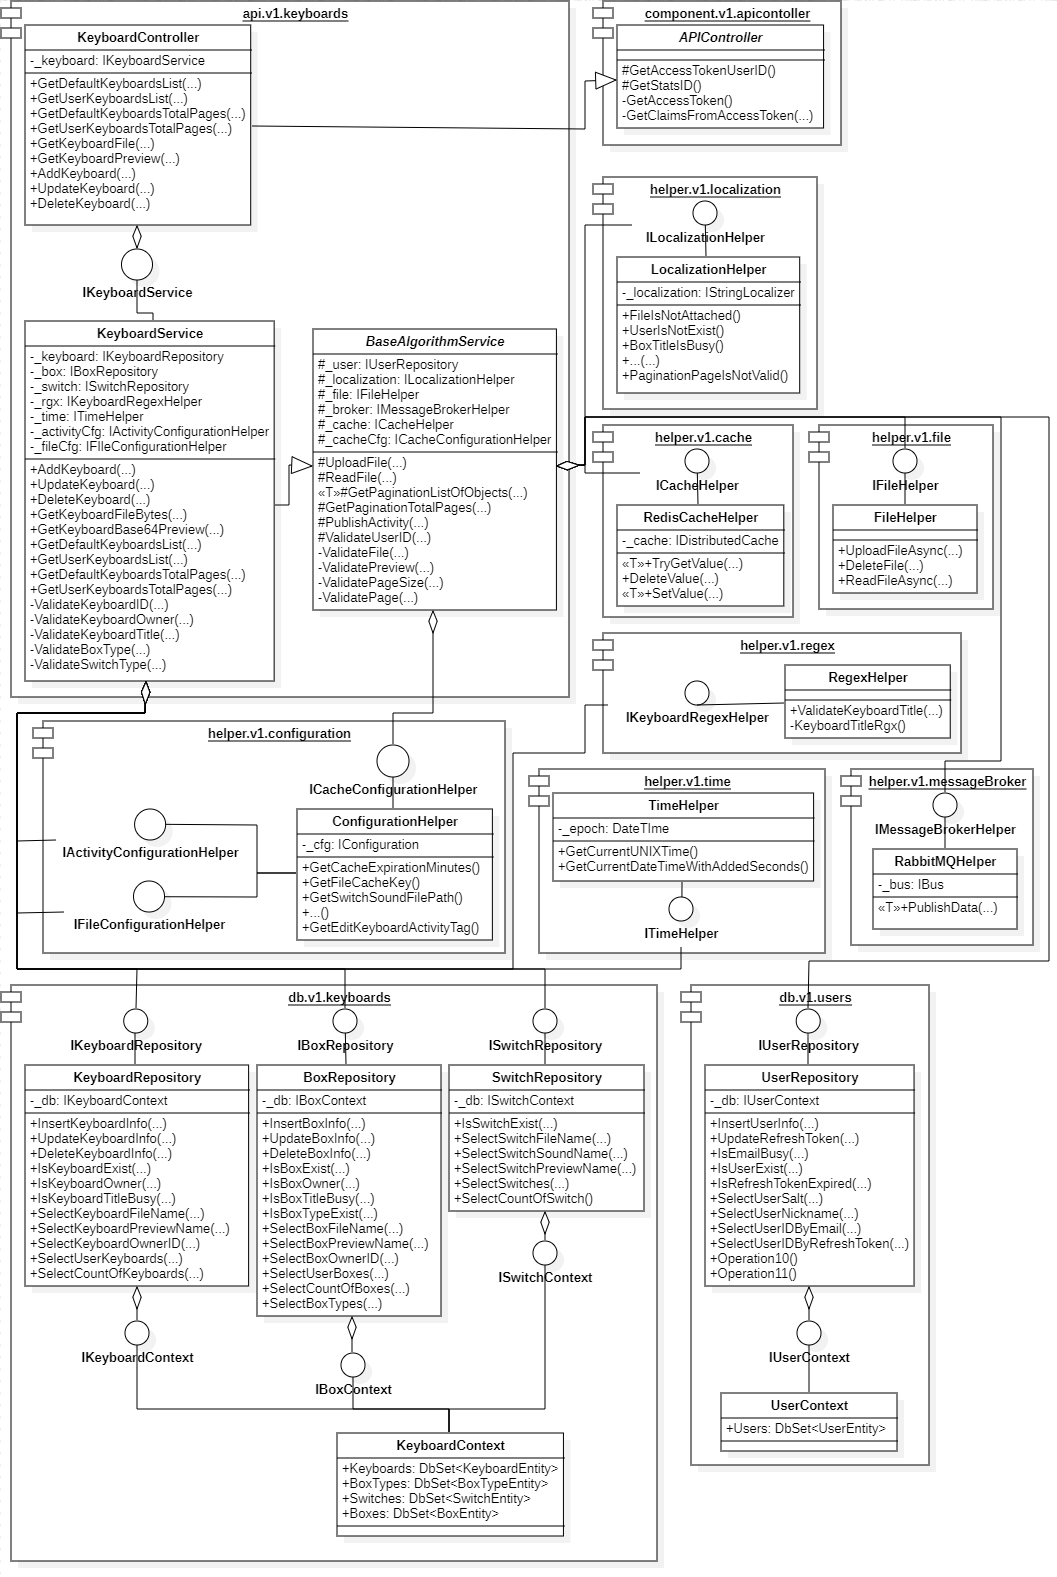 api.v1.keyboards
KeyboardController
-_keyboard: IKeyboardService
+GetDefaultKeyboardsList(...)
+GetUserKeyboardsList(...)
+GetDefaultKeyboardsTotalPages(...)
+GetUserKeyboardsTotalPages(...)
+GetKeyboardFile(...)
+GetKeyboardPreview(...)
+AddKeyboard(...)
+UpdateKeyboard(...)
+DeleteKeyboard(...)
IKeyboardService
KeyboardService
-_keyboard: IKeyboardRepository
-_box: IBoxRepository
-_switch: ISwitchRepository
-_rgx: IKeyboardRegexHelper
-_time: ITimeHelper
-_activityCfg: IActivityConfigurationHelper
-_fileCfg: IFIleConfigurationHelper
+AddKeyboard(...)
+UpdateKeyboard(...)
+DeleteKeyboard(...)
+GetKeyboardFileBytes(...)
+GetKeyboardBase64Preview(...)
+GetDefaultKeyboardsList(...)
+GetUserKeyboardsList(...)
+GetDefaultKeyboardsTotalPages(...)
+GetUserKeyboardsTotalPages(...)
-ValidateKeyboardID(...)
-ValidateKeyboardOwner(...)
-ValidateKeyboardTitle(...)
-ValidateBoxType(...)
-ValidateSwitchType(...)
BaseAlgorithmService
#_user: IUserRepository
#_localization: ILocalizationHelper
#_file: IFileHelper
#_broker: IMessageBrokerHelper
#_cache: ICacheHelper
#_cacheCfg: ICacheConfigurationHelper
#UploadFile(...)
#ReadFile(...)
«T»#GetPaginationListOfObjects(...)
#GetPaginationTotalPages(...)
#PublishActivity(...)
#ValidateUserID(...)
-ValidateFile(...)
-ValidatePreview(...)
-ValidatePageSize(...)
-ValidatePage(...)
component.v1.apicontoller
APIController
#GetAccessTokenUserID()
#GetStatsID()
-GetAccessToken()
-GetClaimsFromAccessToken(...)
helper.v1.localization
ILocalizationHelper
LocalizationHelper
-_localization: IStringLocalizer
+FileIsNotAttached()
+UserIsNotExist()
+BoxTitleIsBusy()
+...(...)
+PaginationPageIsNotValid()
helper.v1.cache
ICacheHelper
RedisCacheHelper
-_cache: IDistributedCache
«T»+TryGetValue(...)
+DeleteValue(...)
«T»+SetValue(...)
helper.v1.file
IFileHelper
FileHelper
+UploadFileAsync(...)
+DeleteFile(...)
+ReadFileAsync(...)
helper.v1.regex
IKeyboardRegexHelper
RegexHelper
+ValidateKeyboardTitle(...)
-KeyboardTitleRgx()
helper.v1.configuration
ICacheConfigurationHelper
IActivityConfigurationHelper
IFileConfigurationHelper
ConfigurationHelper
-_cfg: IConfiguration
+GetCacheExpirationMinutes()
+GetFileCacheKey()
+GetSwitchSoundFilePath()
+...()
+GetEditKeyboardActivityTag()
helper.v1.time
TimeHelper
-_epoch: DateTIme
+GetCurrentUNIXTime()
+GetCurrentDateTimeWithAddedSeconds()
ITimeHelper
helper.v1.messageBroker
IMessageBrokerHelper
RabbitMQHelper
-_bus: IBus
«T»+PublishData(...)
db.v1.keyboards
IKeyboardRepository
KeyboardRepository
-_db: IKeyboardContext
+InsertKeyboardInfo(...)
+UpdateKeyboardInfo(...)
+DeleteKeyboardInfo(...)
+IsKeyboardExist(...)
+IsKeyboardOwner(...)
+IsKeyboardTitleBusy(...)
+SelectKeyboardFileName(...)
+SelectKeyboardPreviewName(...)
+SelectKeyboardOwnerID(...)
+SelectUserKeyboards(...)
+SelectCountOfKeyboards(...)
IKeyboardContext
IBoxRepository
BoxRepository
-_db: IBoxContext
+InsertBoxInfo(...)
+UpdateBoxInfo(...)
+DeleteBoxInfo(...)
+IsBoxExist(...)
+IsBoxOwner(...)
+IsBoxTitleBusy(...)
+IsBoxTypeExist(...)
+SelectBoxFileName(...)
+SelectBoxPreviewName(...)
+SelectBoxOwnerID(...)
+SelectUserBoxes(...)
+SelectCountOfBoxes(...)
+SelectBoxTypes(...)
IBoxContext
ISwitchRepository
SwitchRepository
-_db: ISwitchContext
+IsSwitchExist(...)
+SelectSwitchFileName(...)
+SelectSwitchSoundName(...)
+SelectSwitchPreviewName(...)
+SelectSwitches(...)
+SelectCountOfSwitch()
ISwitchContext
KeyboardContext
+Keyboards: DbSet<KeyboardEntity>
+BoxTypes: DbSet<BoxTypeEntity>
+Switches: DbSet<SwitchEntity>
+Boxes: DbSet<BoxEntity>
db.v1.users
IUserRepository
UserRepository
-_db: IUserContext
+InsertUserInfo(...)
+UpdateRefreshToken(...)
+IsEmailBusy(...)
+IsUserExist(...)
+IsRefreshTokenExpired(...)
+SelectUserSalt(...)
+SelectUserNickname(...)
+SelectUserIDByEmail(...)
+SelectUserIDByRefreshToken(...)
+Operation10()
+Operation11()
IUserContext
UserContext
+Users: DbSet<UserEntity>